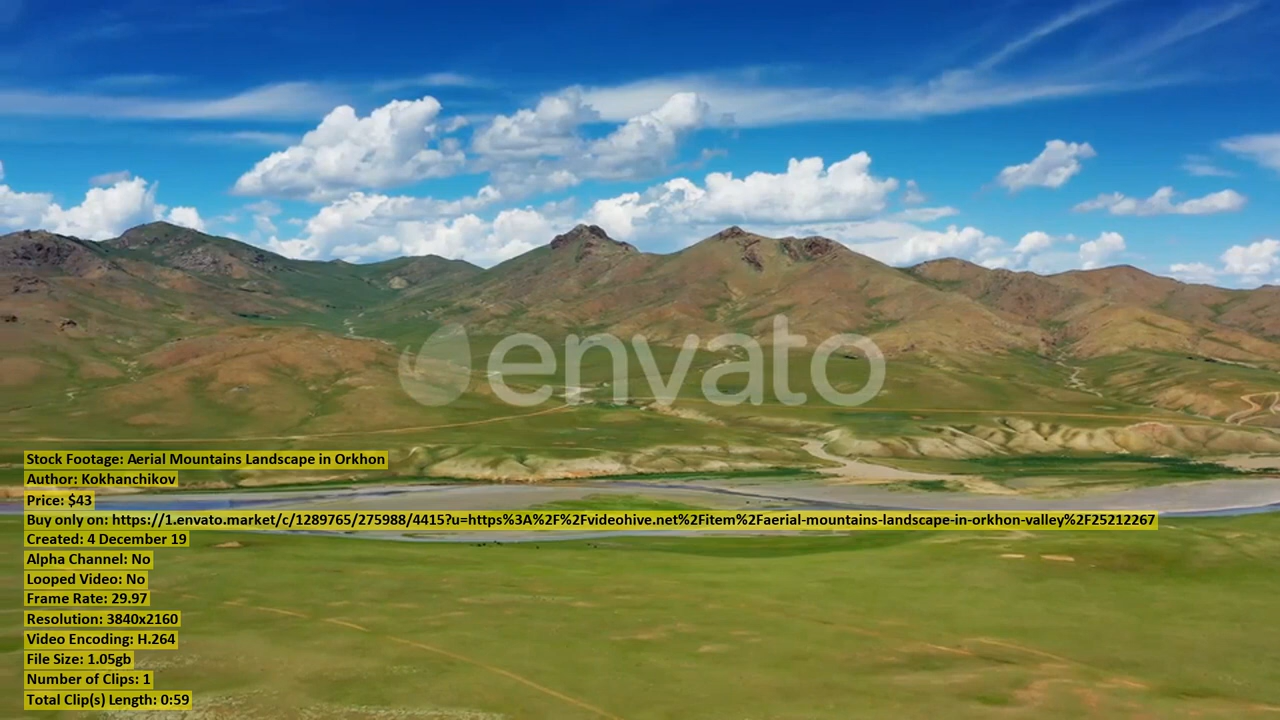 envato
Stock Footage: Aerial Mountains Landscape in Orkhon
Author: Kokhanchikov
Price: $43
Buy only on: https://1.envato.market/c/1289765/275988/4415?u=https%3A%2F%2Fvideohive.net%2Fitem%2Faerial-mountains-landscape-in-orkhon-valley%2F25212267
Created: 4 December 19
Alpha Channel: No
Looped Video: No
Frame Rate: 29.97
Resolution: 3840x2160
Video Encoding: H.264
File Size: 1.05gb
Number of Clips: 1
Total Clip(s) Length: 0:59